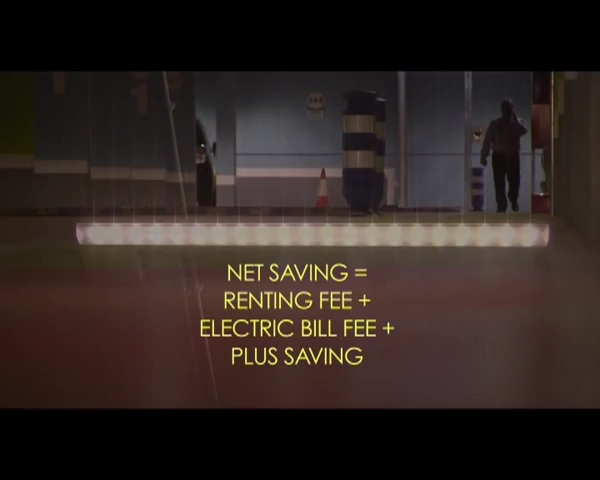 NET SAVING =
RENTING FEE +
ELECTRIC BILL FEE +
PLUS SAVING